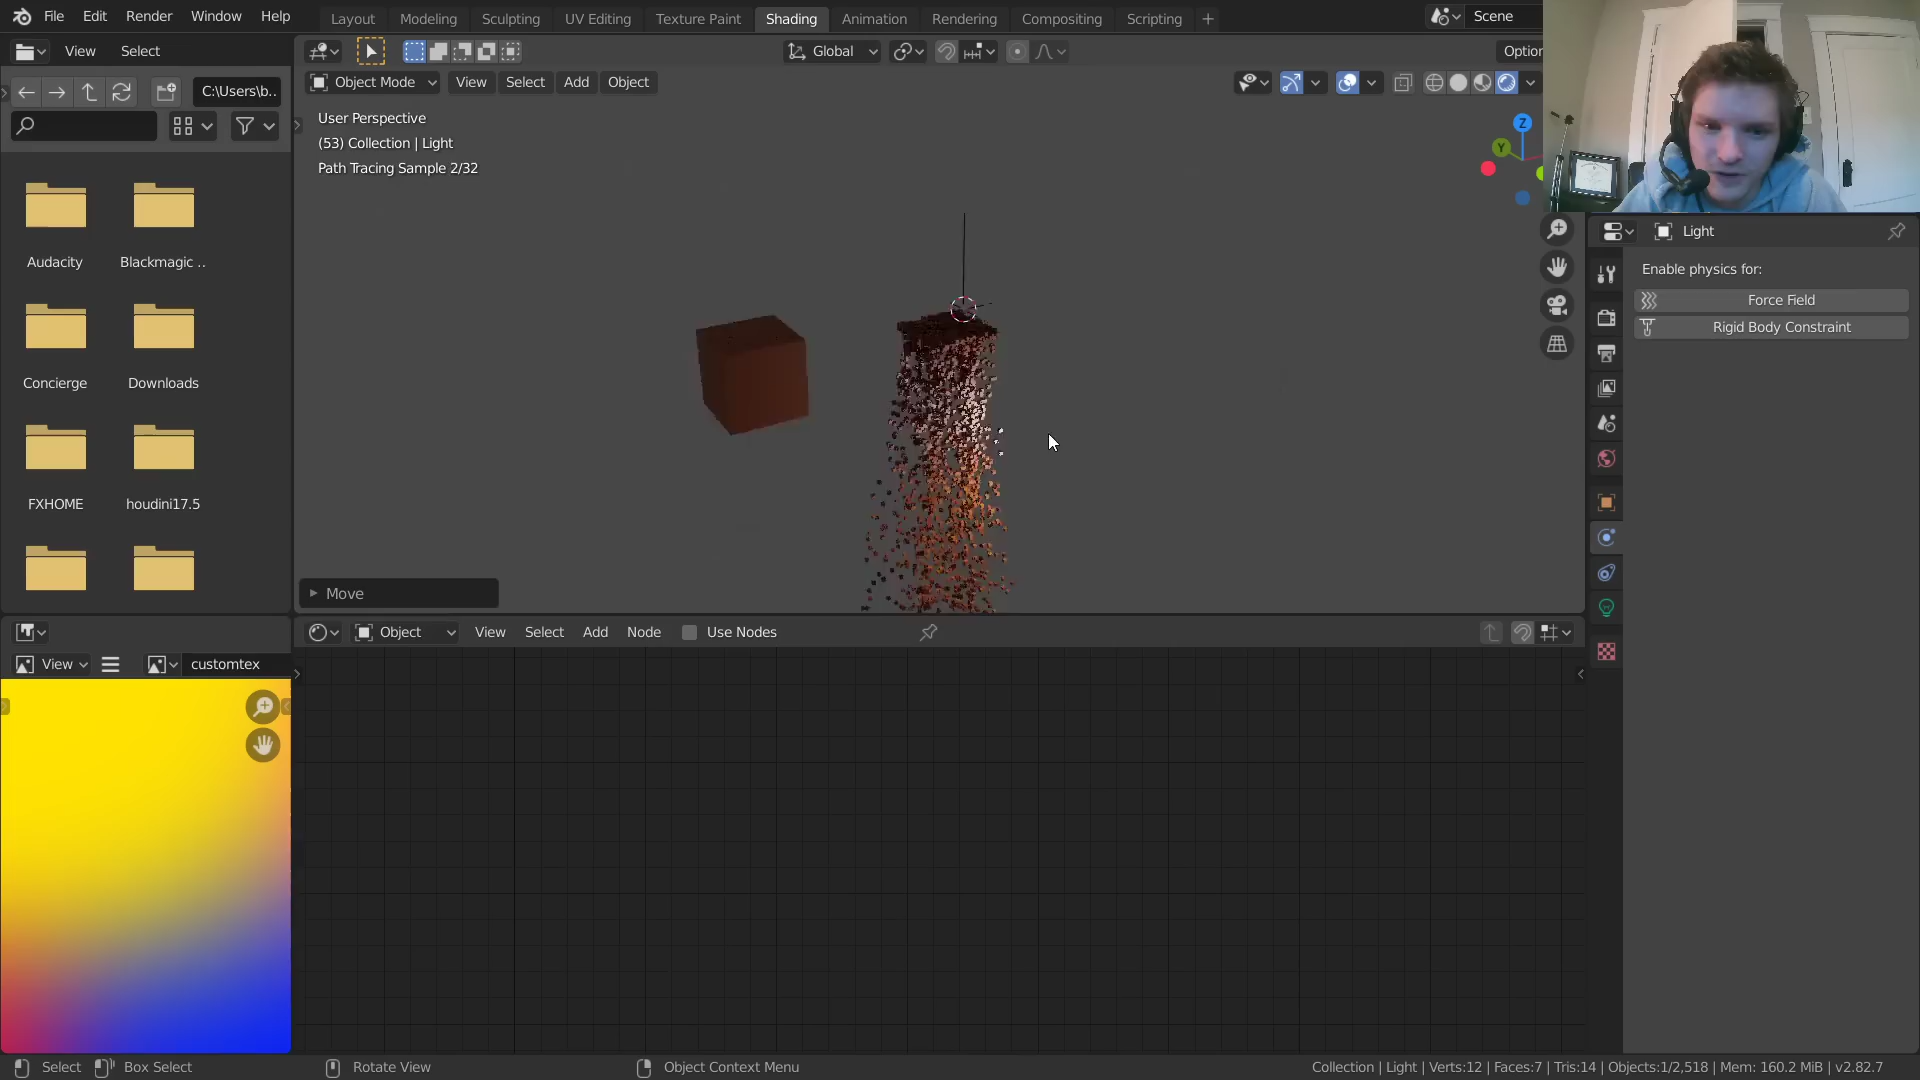 File Edit Render Window Help
Layout Modeling Sculpting UV Editing Texture Paint Shading Animation Rendering Compositing Scripting +
Scene
View Select
Global
Optior
C:\Users\b..
Object Mode View Select Add Object
User Perspective
(53) Collection | Light
Path Tracing Sample 2/32
Z
Y
Light
Enable physics for:
Force Field
Rigid Body Constraint
Audacity Blackmagic ..
Concierge Downloads
FXHOME houdini17.5
Move
Object View Select Add Node Use Nodes
View customtex
Select Box Select Rotate View Object Context Menu
Collection | Light | Verts:12 | Faces:7 | Tris:14 | Objects:1/2,518 | Mem: 160.2 MiB | v2.82.7